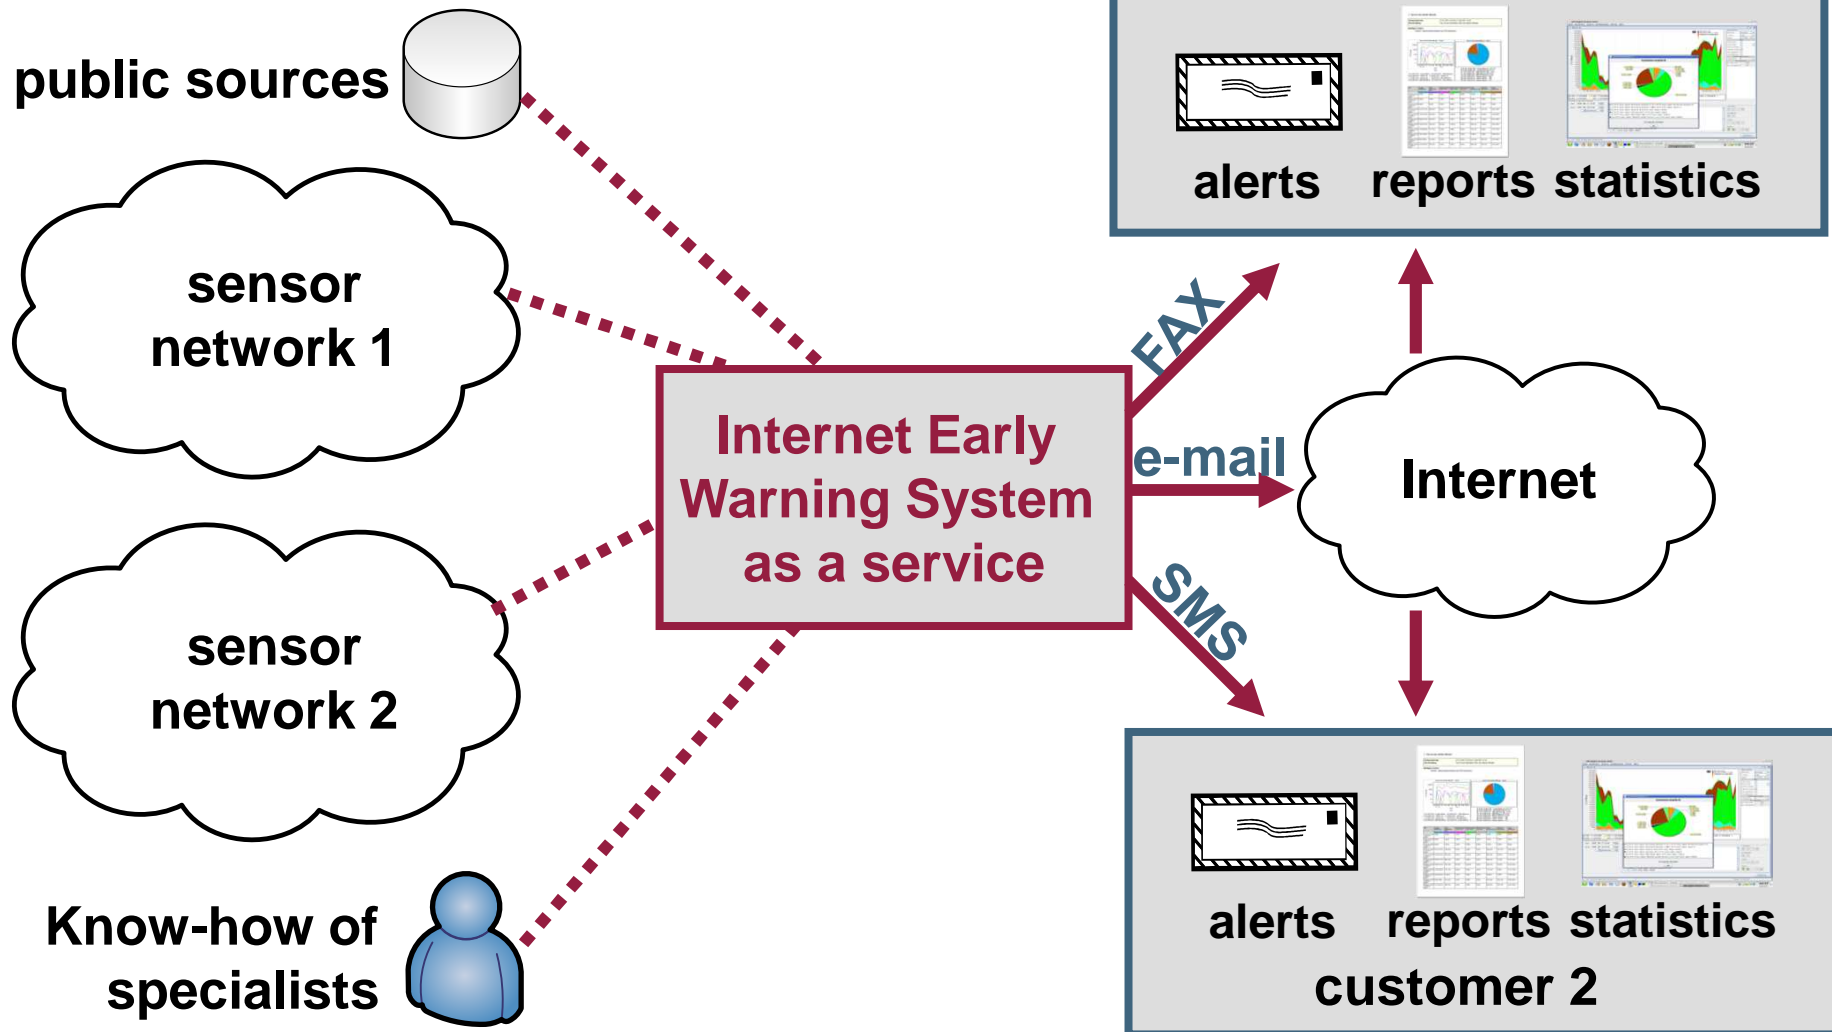 public sources
sensor
network 1
sensor
network 2
Know-how of
specialists
Internet Early
Warning System
as a service
FAX
e-mail
SMS
Internet
alerts reports statistics
alerts reports statistics
customer 2